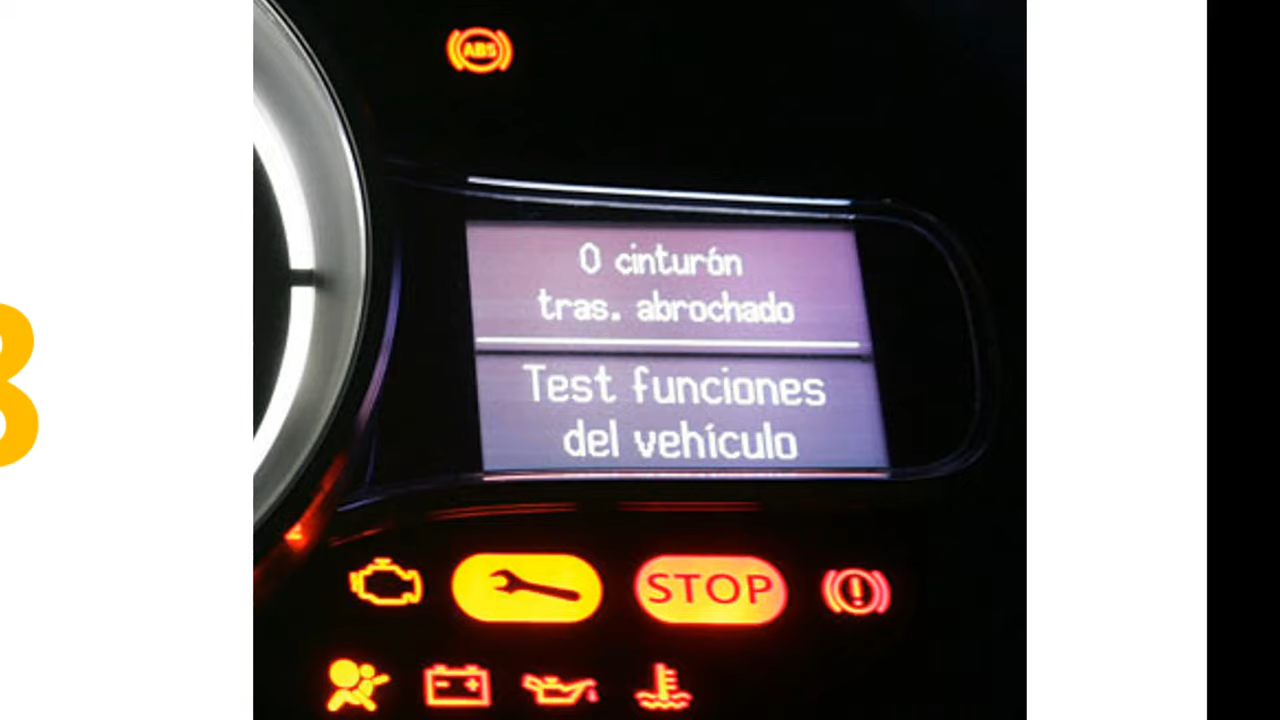 ABS
0 cinturón
tras. abrochado
Test funciones
del vehículo
STOP